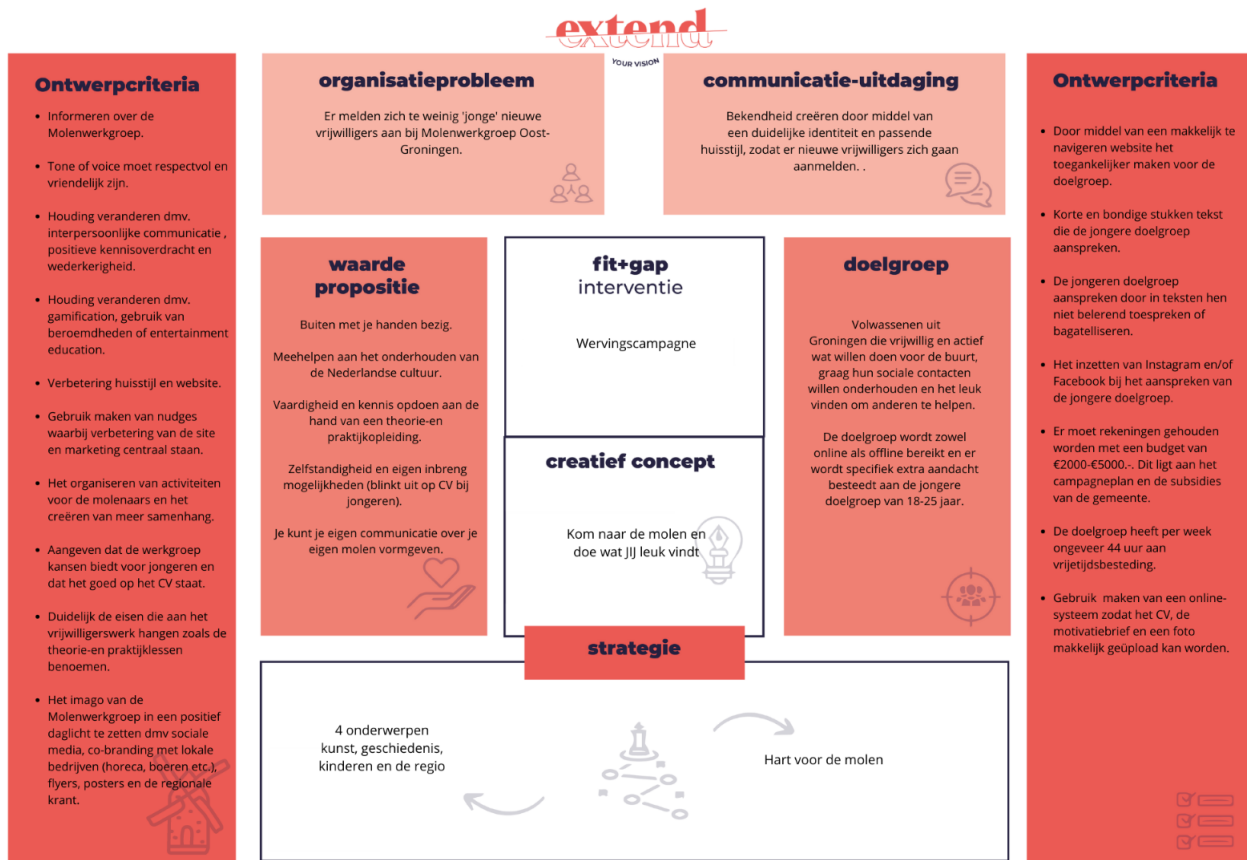 extend
YOUR VISION
Ontwerpcriteria
• Informeren over de
Molenwerkgroep.
• Tone of voice moet respectvol en
vriendelijk zijn.
• Houding veranderen dmv.
interpersoonlijke communicatie ,
positieve kennisoverdracht en
wederkerigheid.
• Houding veranderen dmv.
gamification, gebruik van
beroemdheden of entertainment
education.
• Verbetering huisstijl en website.
• Gebruik maken van nudges
waarbij verbetering van de site
en marketing centraal staan.
• Het organiseren van activiteiten
voor de molenaars en het
creëren van meer samenhang.
• Aangeven dat de werkgroep
kansen biedt voor jongeren en
dat het goed op het CV staat.
• Duidelijk de eisen die aan het
vrijwilligerswerk hangen zoals de
theorie-en praktijklessen
benoemen.
• Het imago van de
Molenwerkgroep in een positief
daglicht te zetten dmv sociale
media, co-branding met lokale
bedrijven (horeca, boeren etc.),
flyers, posters en de regionale
krant.
organisatieprobleem
Er melden zich te weinig 'jonge' nieuwe
vrijwilligers aan bij Molenwerkgroep Oost-
Groningen.
communicatie-uitdaging
Bekendheid creëren door middel van
een duidelijke identiteit en passende
huisstijl, zodat er nieuwe vrijwilligers zich gaan
aanmelden. .
waarde
propositie
Buiten met je handen bezig.
Meehelpen aan het onderhouden van
de Nederlandse cultuur.
Vaardigheid en kennis opdoen aan de
hand van een theorie-en
praktijkopleiding.
Zelfstandigheid en eigen inbreng
mogelijkheden (blinkt uit op CV bij
jongeren).
Je kunt je eigen communicatie over je
eigen molen vormgeven.
fit+gap
interventie
Wervingscampagne
creatief concept
Kom naar de molen en
doe wat JIJ leuk vindt
doelgroep
Volwassenen uit
Groningen die vrijwillig en actief
wat willen doen voor de buurt,
graag hun sociale contacten
willen onderhouden en het leuk
vinden om anderen te helpen.
De doelgroep wordt zowel
online als offline bereikt en er
wordt specifiek extra aandacht
besteedt aan de jongere
doelgroep van 18-25 jaar.
strategie
4 onderwerpen
kunst, geschiedenis,
kinderen en de regio
Hart voor de molen
Ontwerpcriteria
• Door middel van een makkelijk te
navigeren website het
toegankelijker maken voor de
doelgroep.
• Korte en bondige stukken tekst
die de jongere doelgroep
aanspreken.
• De jongeren doelgroep
aanspreken door in teksten hen
niet belerend toespreken of
bagatelliseren.
• Het inzetten van Instagram en/of
Facebook bij het aanspreken van
de jongere doelgroep.
• Er moet rekeningen gehouden
worden met een budget van
€2000-€5000.-. Dit ligt aan het
campagneplan en de subsidies
van de gemeente.
• De doelgroep heeft per week
ongeveer 44 uur aan
vrijetijdsbesteding.
• Gebruik maken van een online-
systeem zodat het CV, de
motivatiebrief en een foto
makkelijk geüpload kan worden.